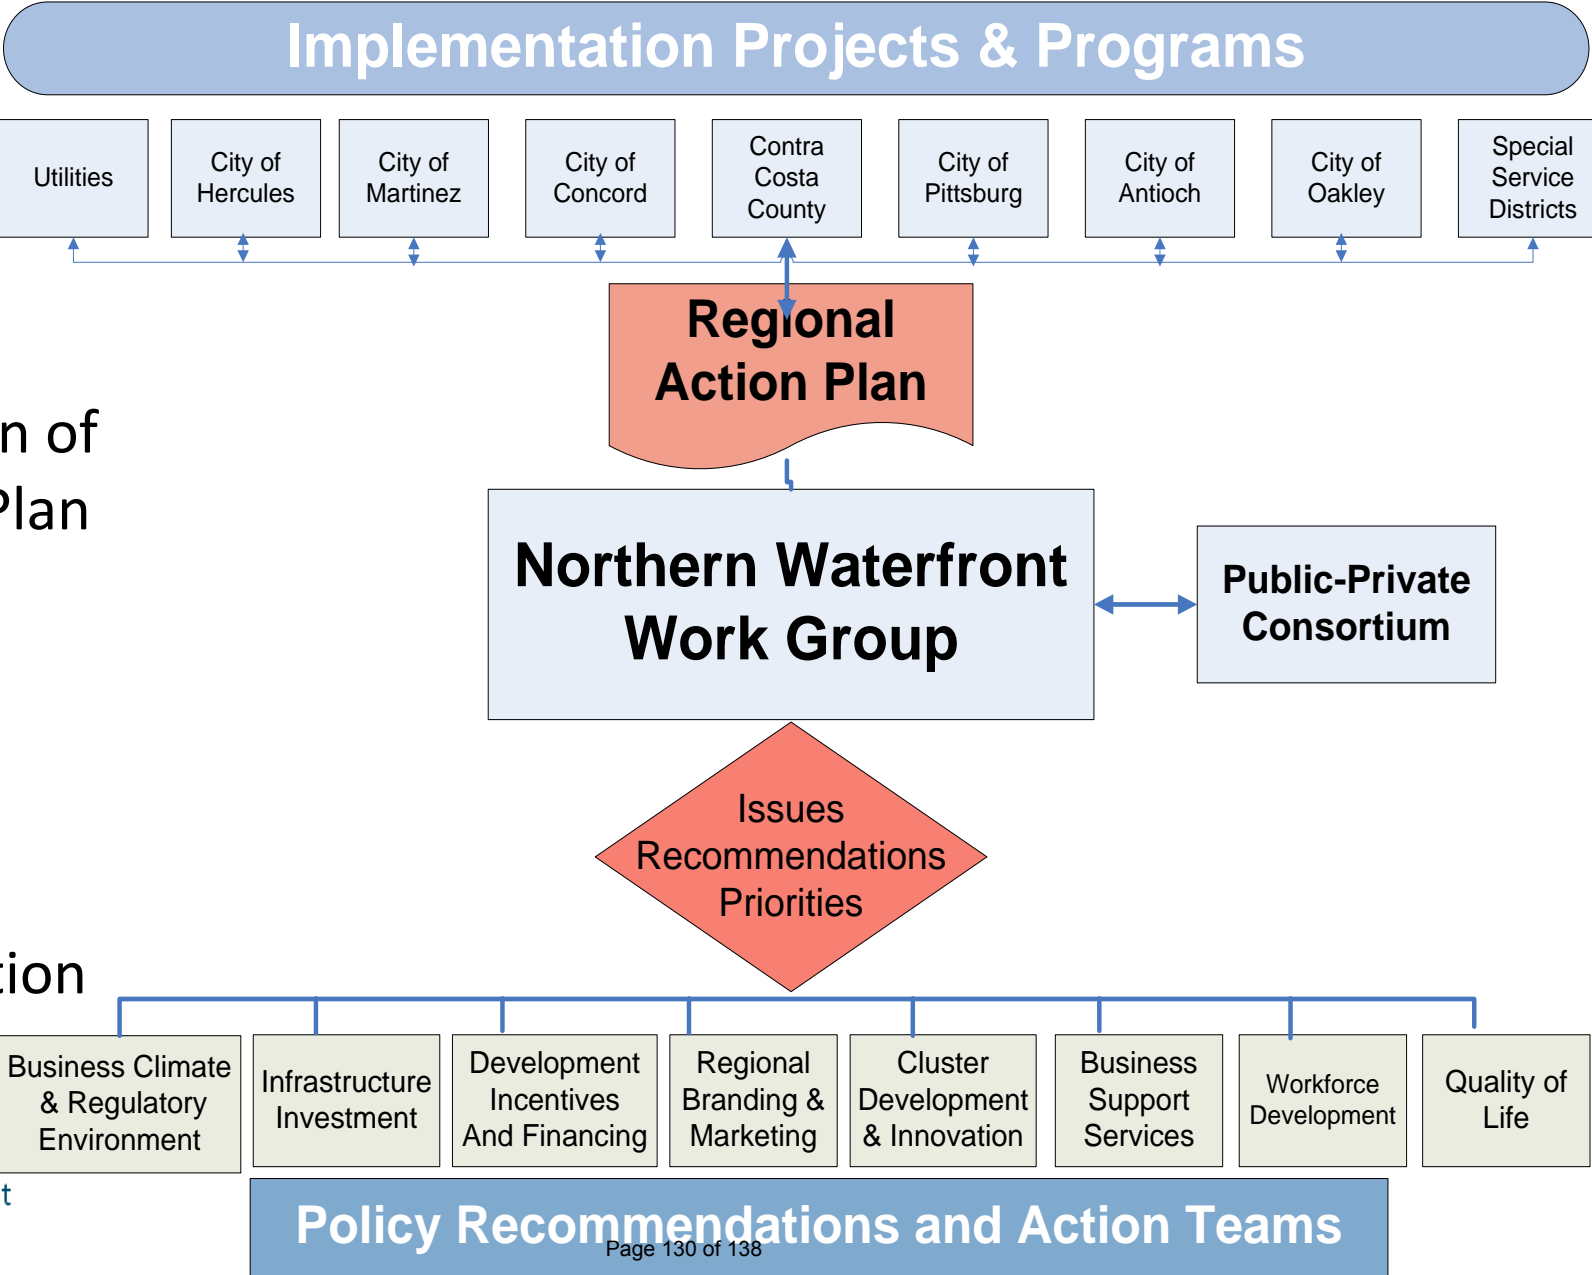 Implementation Projects & Programs
Utilities
City of
Hercules
City of
Martinez
City of
Concord
Contra
Costa
County
City of
Pittsburg
City of
Antioch
City of
Oakley
Special
Service
Districts
Regional
Action Plan
n of
Plan
Northern Waterfront
Work Group
Public-Private
Consortium
Issues
Recommendations
Priorities
tion
Business Climate
& Regulatory
Environment
Infrastructure
Investment
Development
Incentives
And Financing
Regional
Branding &
Marketing
Cluster
Development
& Innovation
Business
Support
Services
Workforce
Development
Quality of
Life
t
Policy Recommendations and Action Teams
Page 130 of 138